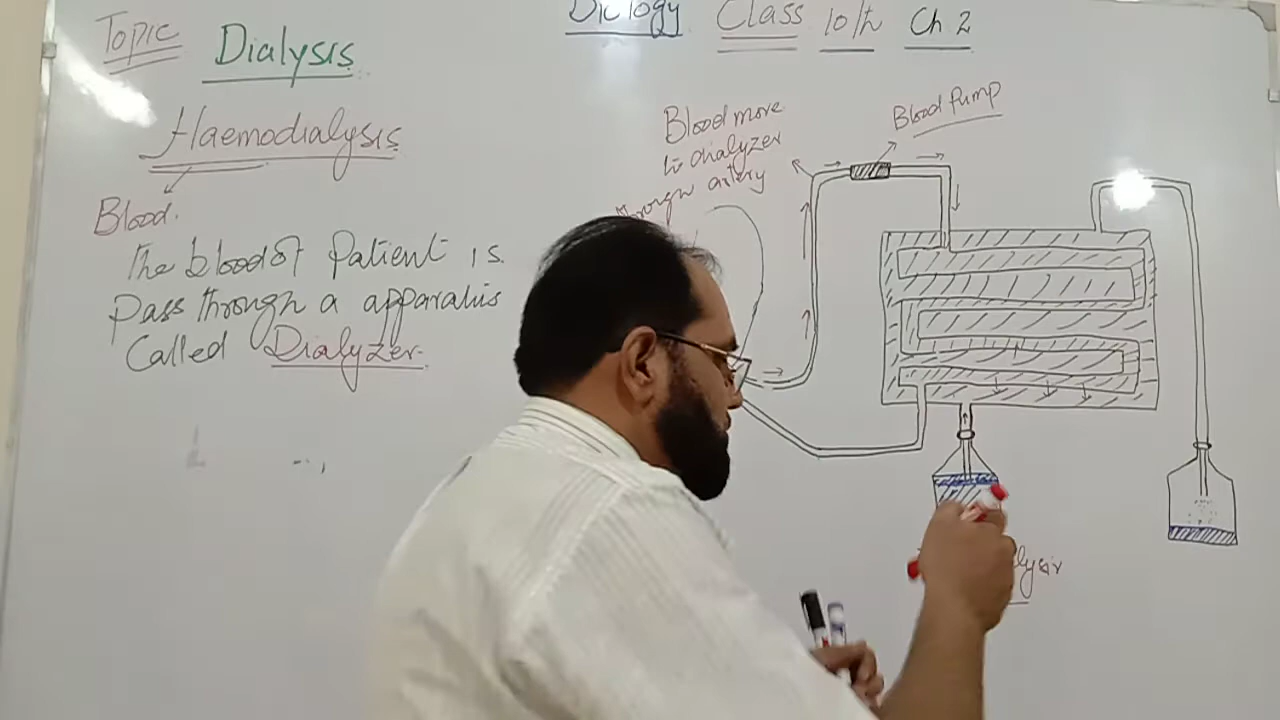 Topic Dialysis
Biology Class 10th Ch 2
Haemodialysis
Blood.
The blood of Patient is
Pass through a apparatus
Called Dialyzer.
Blood move
to dialyzer
through artery
Blood Pump